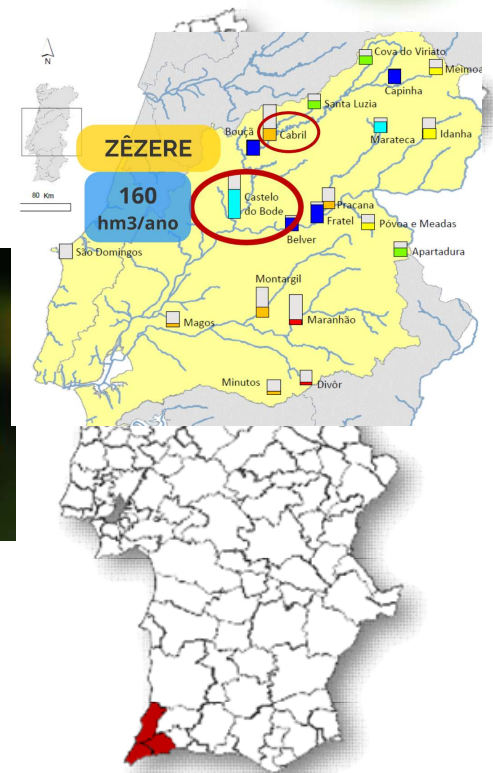 N
Cova do Viriato
Meimoa
Capinha
Santa Luzia
Bouçã
Cabril
Marateca
Idanha
ZÊZERE
80 Km
160
hm3/ano
Castelo
do Bode
Pracana
Fratel
Póvoa e Meadas
Belver
São Domingos
Apartadura
Montargil
Magos
Maranhão
Minutos
Divôr